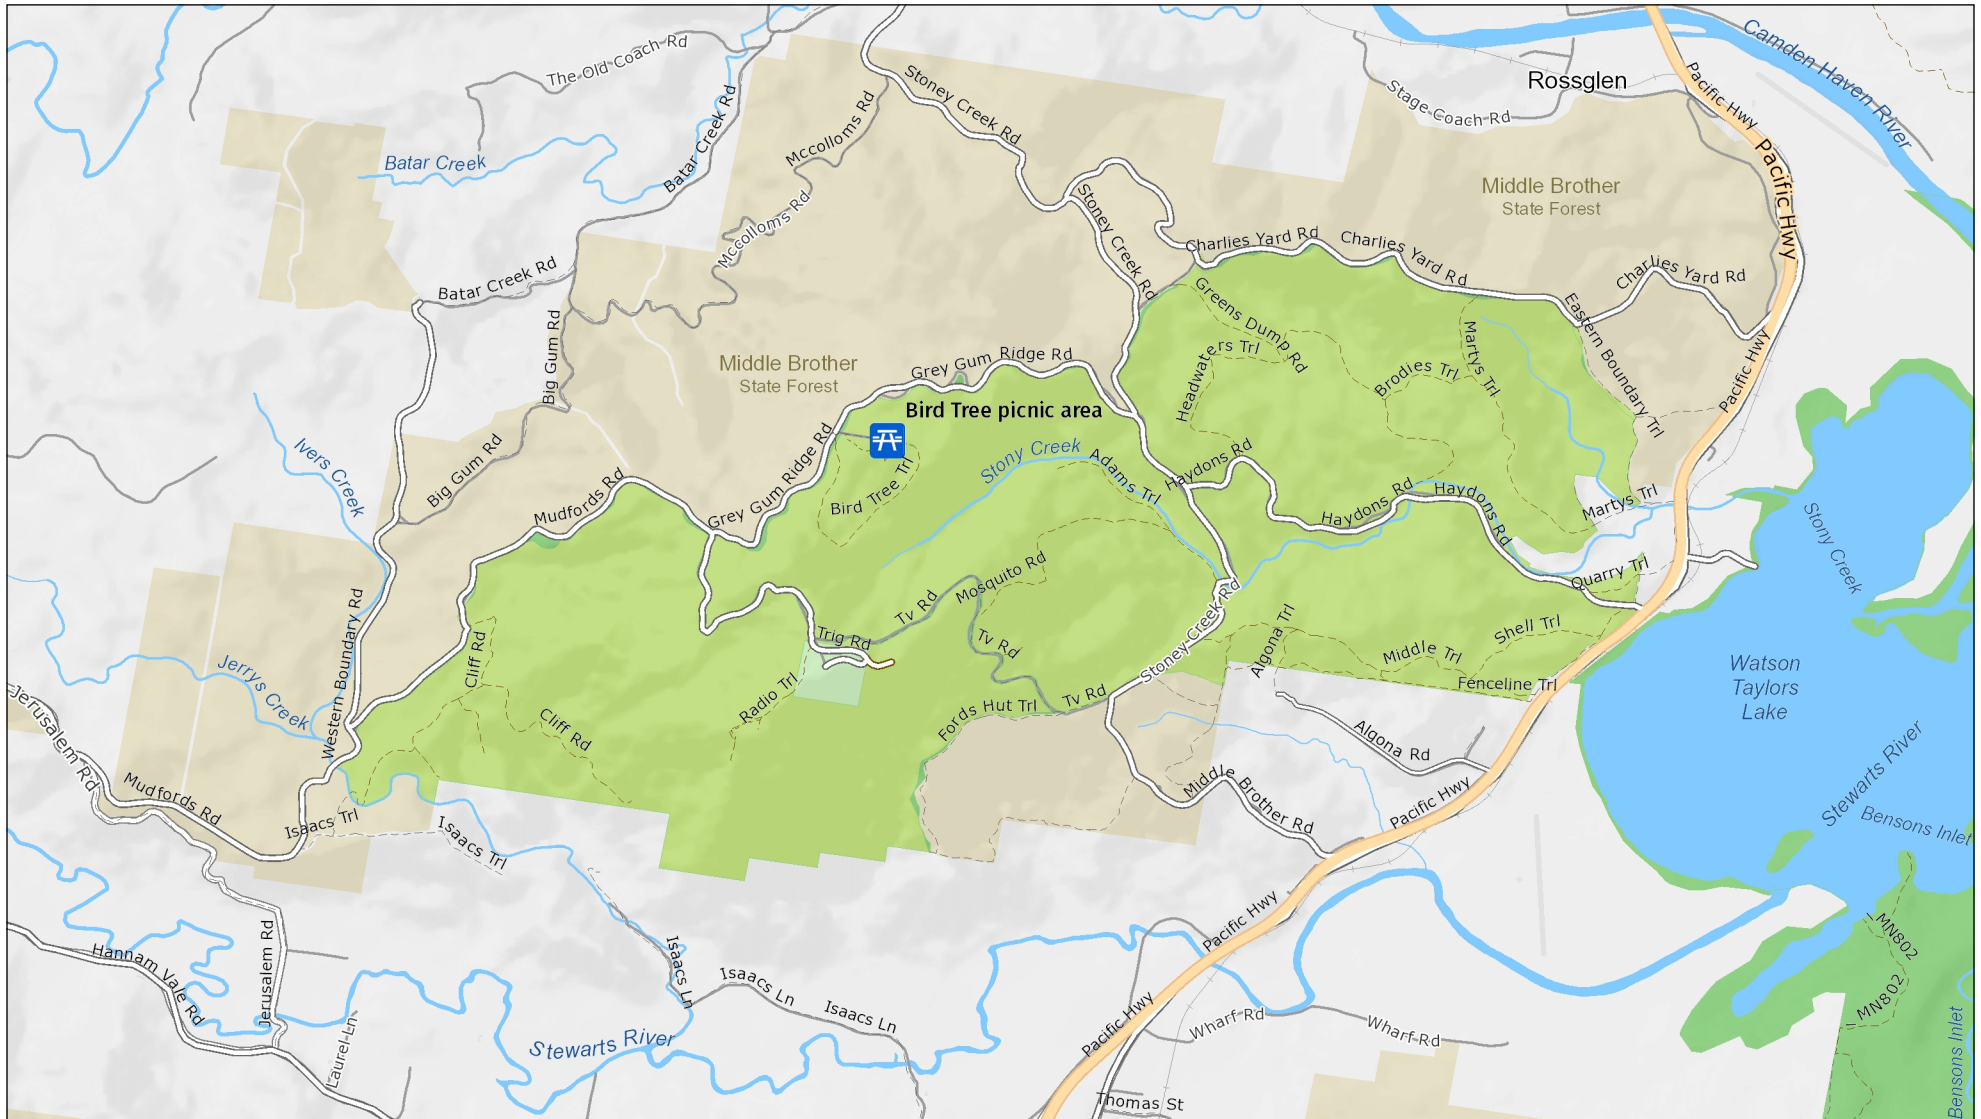 The Old Coach Rd
Batar Creek Rd
Batar Creek
Stoney Creek Rd
Mccolloms Rd
Mccolloms Rd
Stage Coach Rd
Rossglen
Pacific Hwy
Pacific Hwy
Camden Haven River
Middle Brother
State Forest
Stoney Creek Rd
Charlies Yard Rd
Charlies Yard Rd
Charlies Yard Rd
Batar Creek Rd
Big Gum Rd
Greens Dump Rd
Headwaters Trl
Brodies Trl
Martys Trl
Eastern Boundary Trl
Pacific Hwy
Middle Brother
State Forest
Grey Gum Ridge Rd
Bird Tree picnic area
Grey Gum Ridge Rd
Bird Tree Trl
Stony Creek
Adams Trl
Haydons Rd
Haydons Rd
Haydons Rd
Martys Trl
Quarry Trl
Stony Creek
Ivers Creek
Big Gum Rd
Mudfords Rd
Western Boundary Rd
Jerrys Creek
Cliff Rd
Cliff Rd
Trig Rd
Tv Rd
Mosquito Rd
Tv Rd
Tv Rd
Radio Trl
Fords Hut Trl
Stoney Creek Rd
Algona Trl
Middle Trl
Shell Trl
Fenceline Trl
Watson
Taylors
Lake
Algona Rd
Middle Brother Rd
Pacific Hwy
Stewarts River
Bensons Inlet
Jerusalem Rd
Mudfords Rd
Isaacs Trl
Isaacs Trl
Hannam Vale Rd
Jerusalem Rd
Laurel Ln
Isaacs Ln
Isaacs Ln
Isaacs Ln
Stewarts River
Pacific Hwy
Pacific Hwy
Wharf Rd
Wharf Rd
Thomas St
MN802
MN802
Bensons Inlet